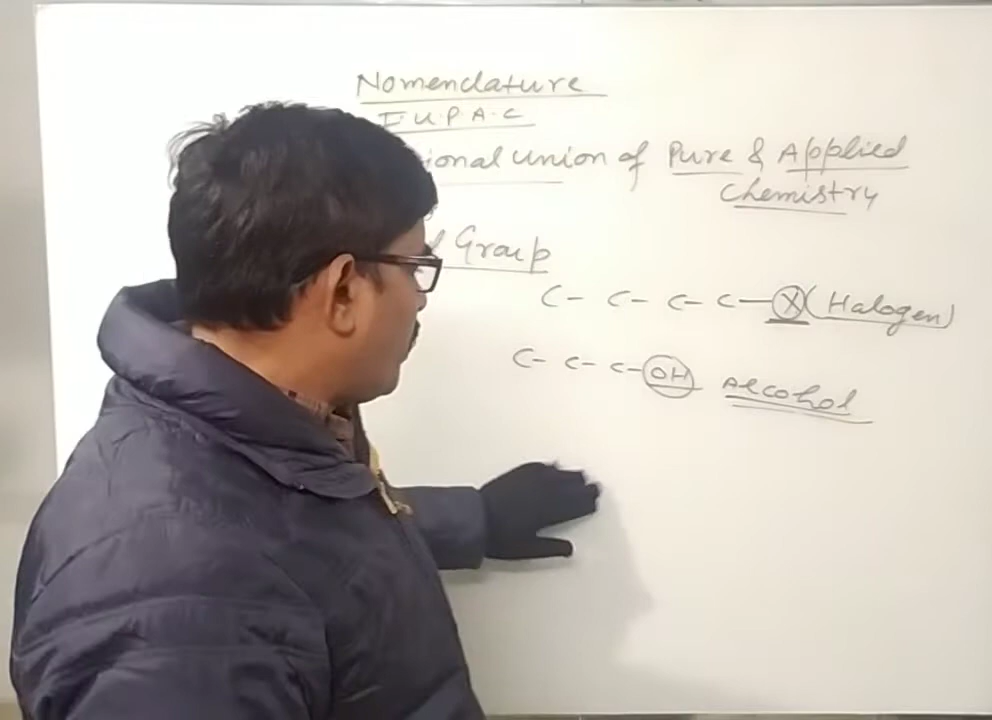 Nomenclature
I.U.P.A.C
ional Union of Pure & Applied
Chemistry
Group
C- C- C- C-X (Halogen)
C- C- C-OH Alcohol